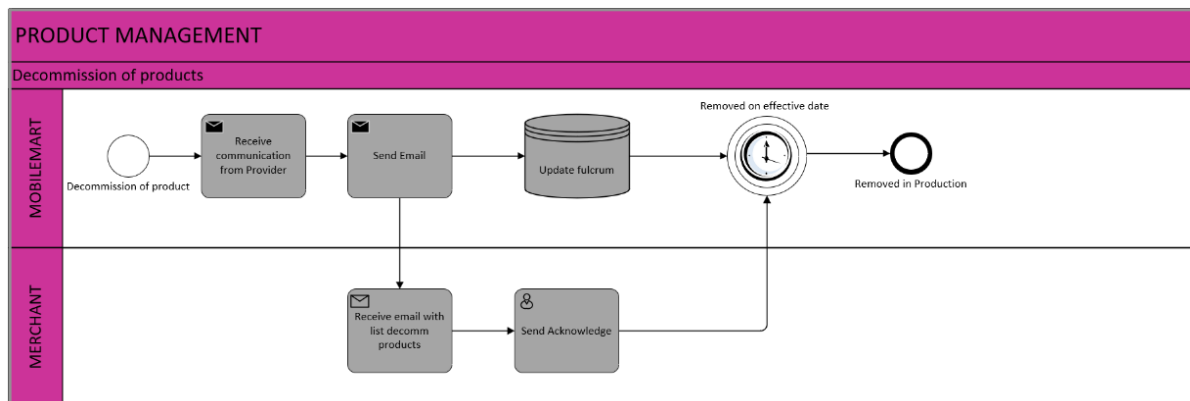 PRODUCT MANAGEMENT
Decommission of products
MOBILEMART
Decommission of product
Receive
communication
from Provider
Send Email
Update fulcrum
Removed on effective date
Removed in Production
MERCHANT
Receive email with
list decomm
products
Send Acknowledge